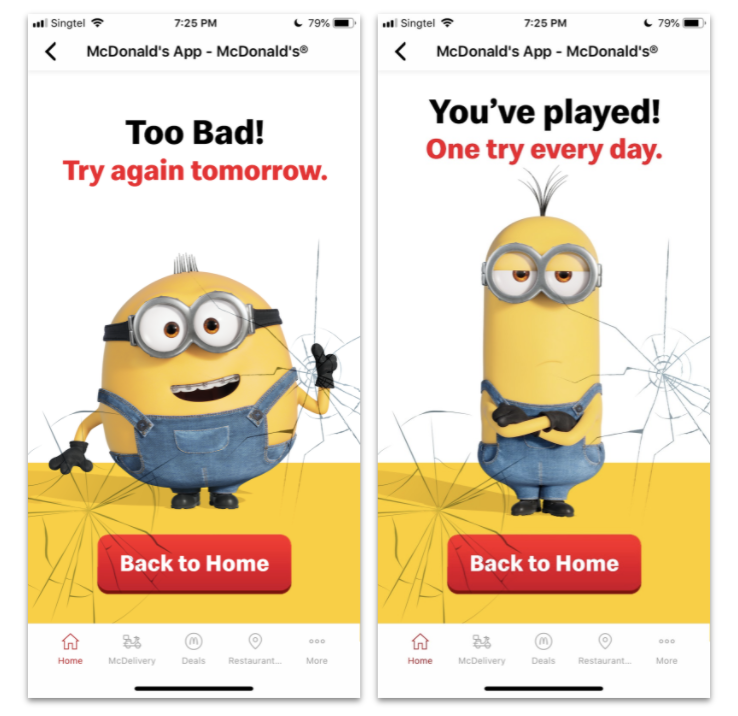 Singtel 7:25 PM 79%
McDonald's App - McDonald's®
Too Bad!
Try again tomorrow.
Back to Home
Home McDelivery Deals Restaurant... More
Singtel 7:25 PM 79%
McDonald's App - McDonald's®
You've played!
One try every day.
Back to Home
Home McDelivery Deals Restaurant... More